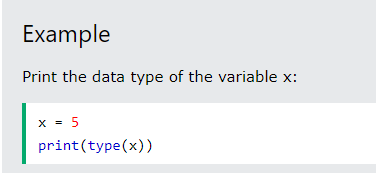 Example
Print the data type of the variable x:
x = 5
print(type(x))